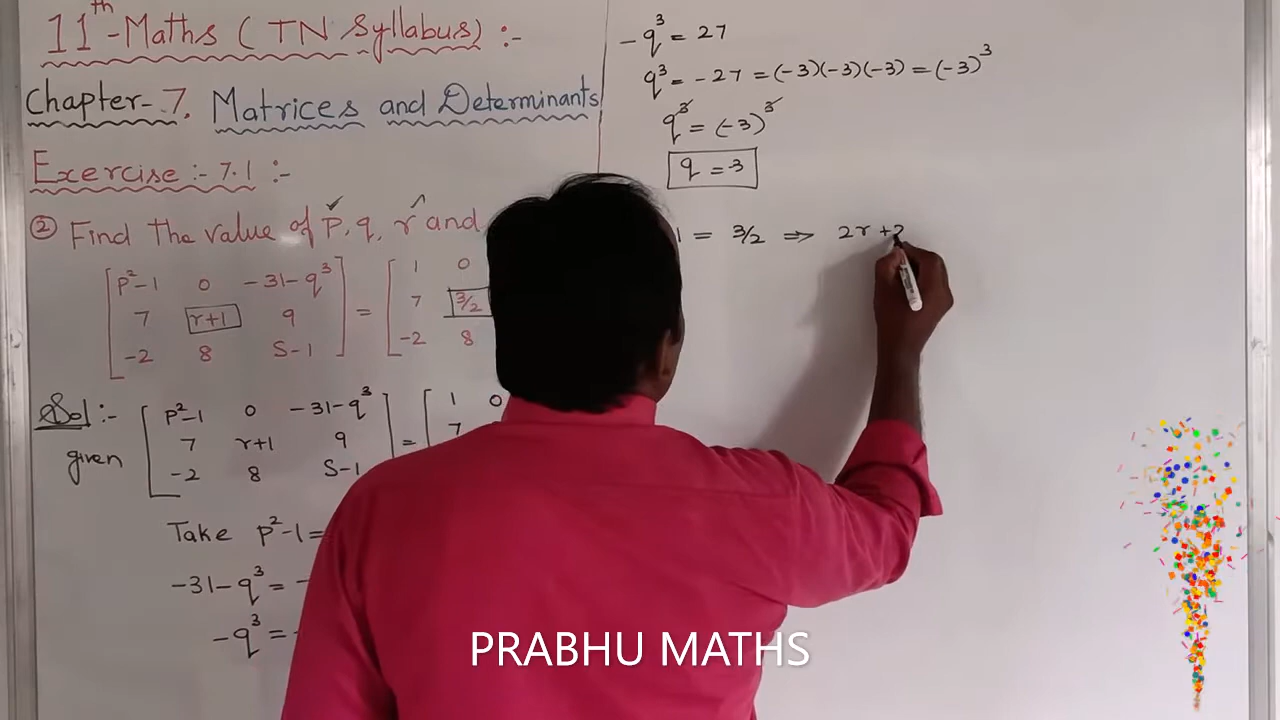 11th-Maths (TN Syllabus) :-
Chapter-7. Matrices and Determinants
Exercise :- 7.1 :-
② Find the value of p, q, r and
p²-1 0 -31-q³ = 1 0
7 r+1 9 7 3/2
-2 8 S-1 -2 8
Sol :- given
p²-1 0 -31-q³ = 1 0
7 r+1 9 7
-2 8 S-1
Take p²-1=
-31-q³ = -
-q³ = -
-q³ = 27
q³ = -27 = (-3)(-3)(-3) = (-3)³
q³ = (-3)³
q = -3
1 = 3/2 ⇒ 2r+2
PRABHU MATHS